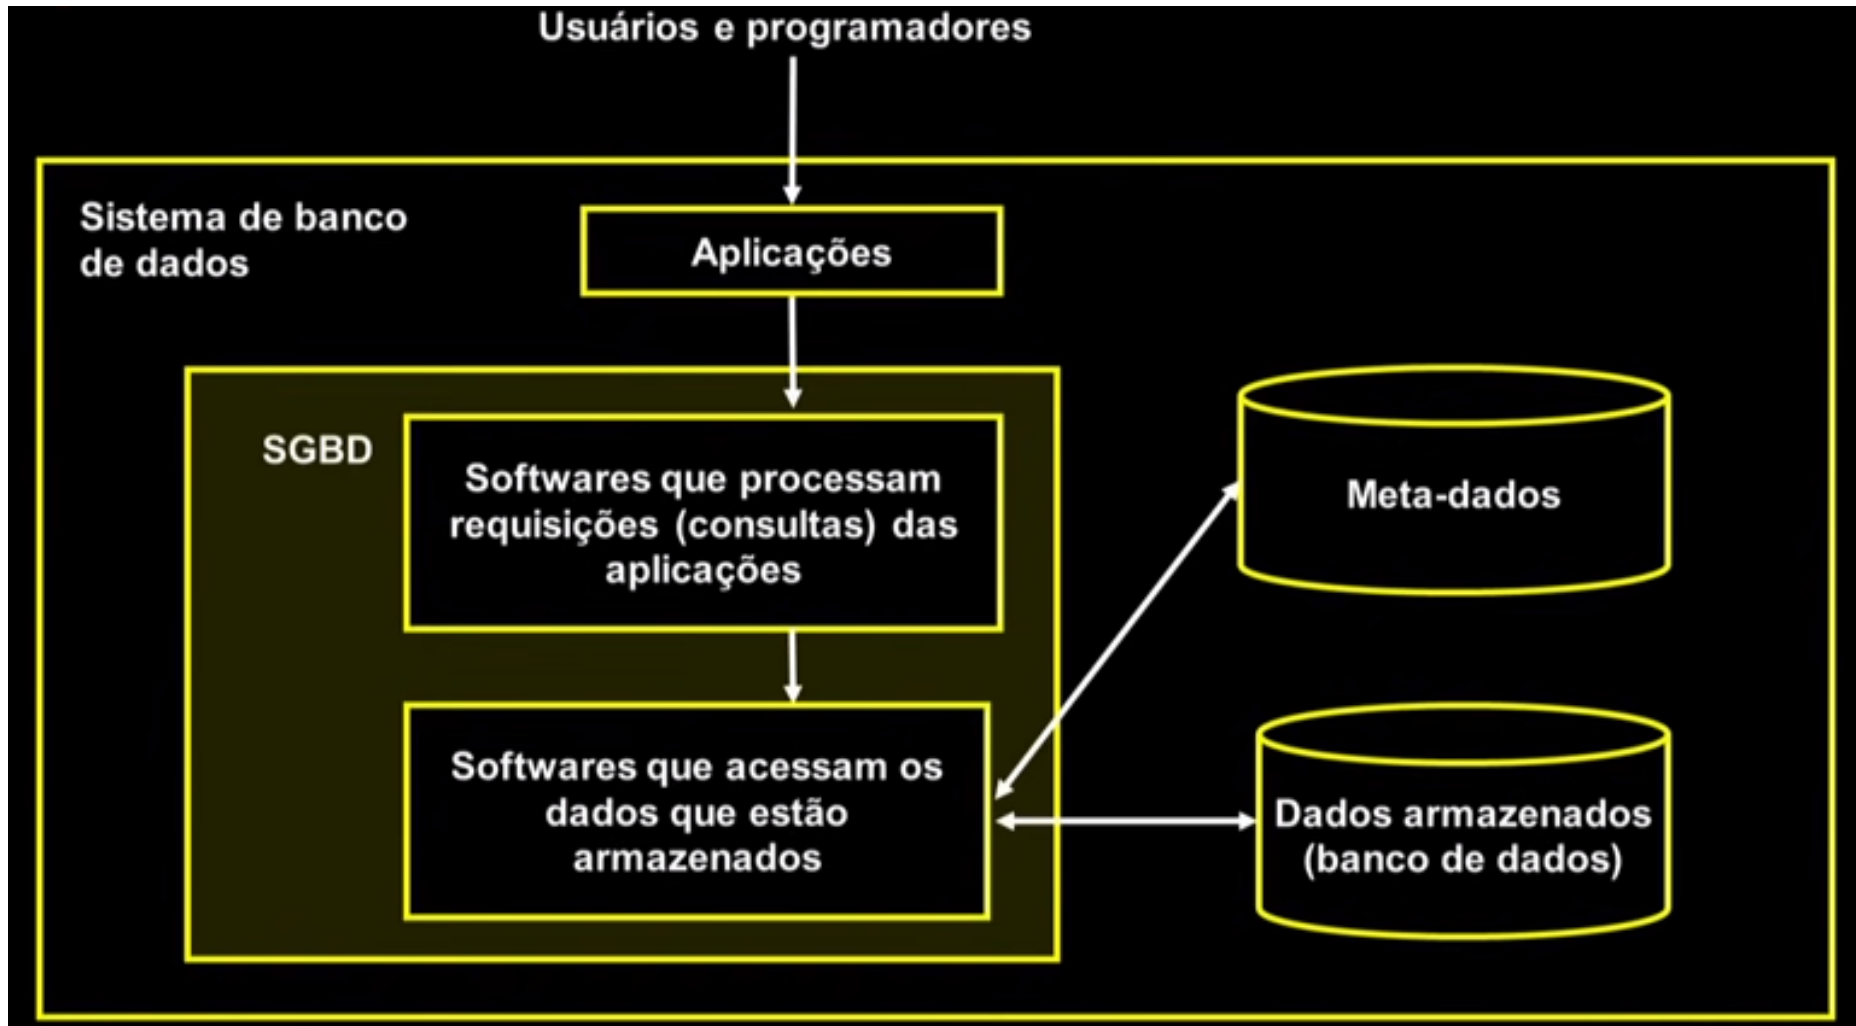 Usuários e programadores
Sistema de banco
de dados
Aplicações
SGBD
Softwares que processam
requisições (consultas) das
aplicações
Meta-dados
Softwares que acessam os
dados que estão
armazenados
Dados armazenados
(banco de dados)